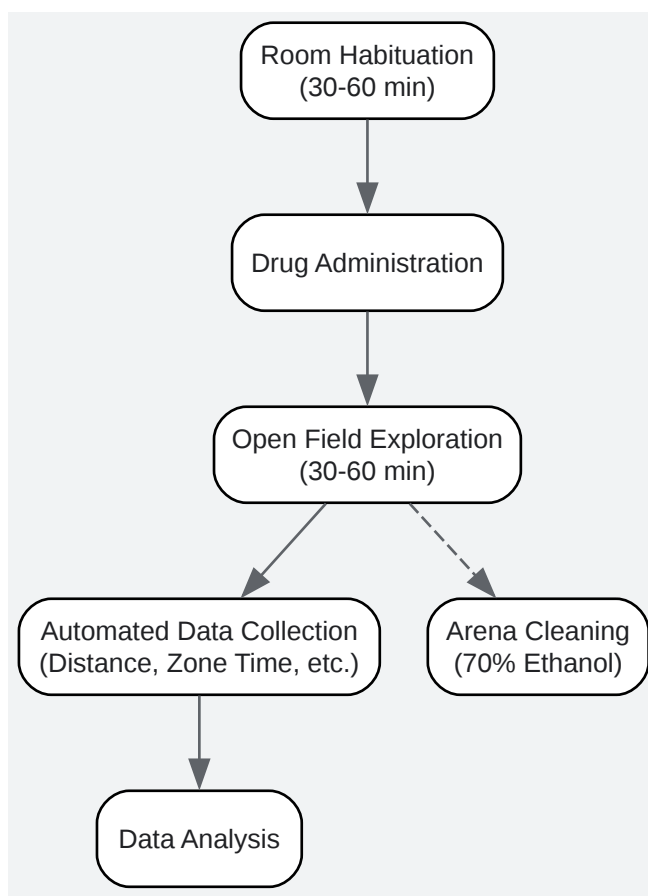 Room Habituation
(30-60 min)
Drug Administration
Open Field Exploration
(30-60 min)
Automated Data Collection
(Distance, Zone Time, etc.)
Arena Cleaning
(70% Ethanol)
Data Analysis